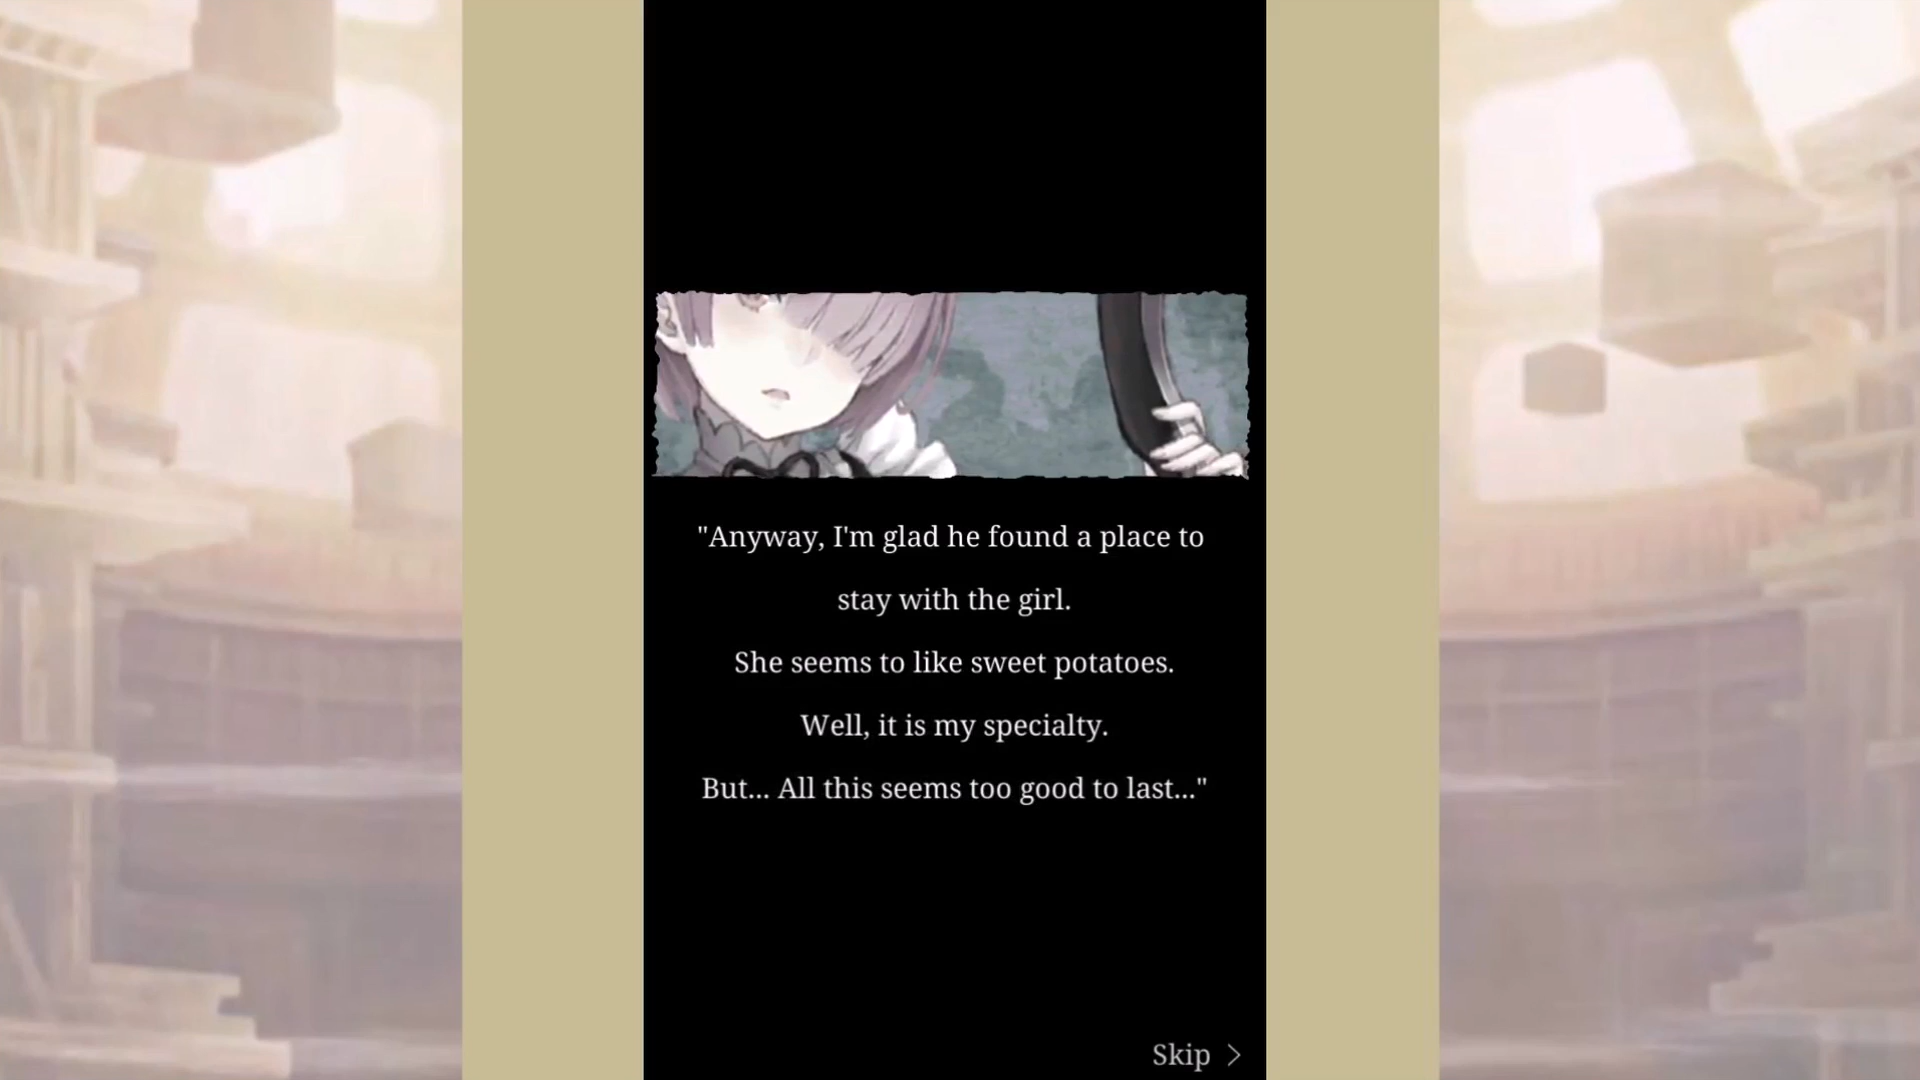 "Anyway, I'm glad he found a place to
stay with the girl.
She seems to like sweet potatoes.
Well, it is my specialty.
But... All this seems too good to last..."
Skip >